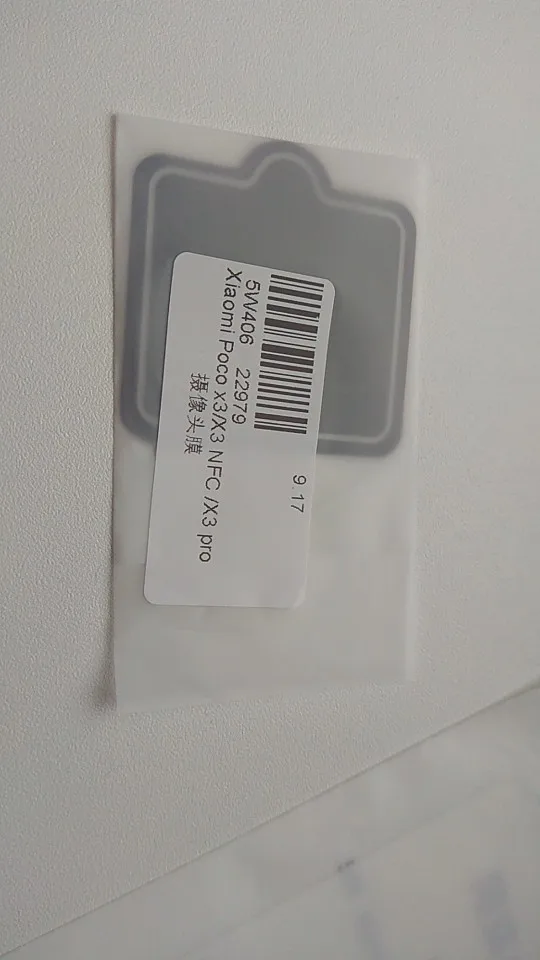 9.17
5W406 22979
Xiaomi Poco x3/X3 NFC /X3 pro
摄像头膜